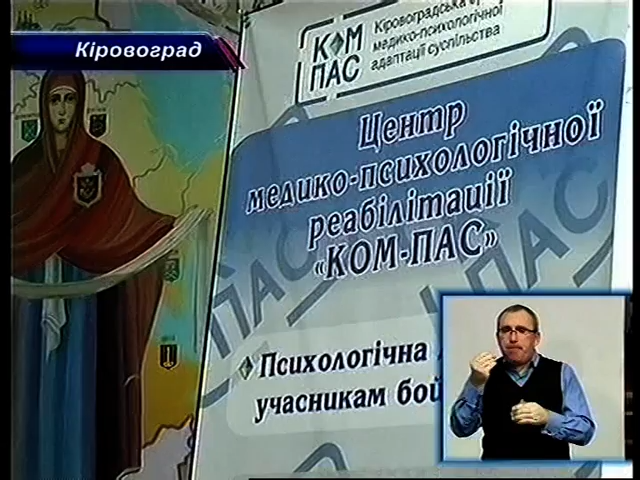 Кіровоград
КОМ
ПАС
Кіровоградська
медико-психологічної
адаптації суспільства
Центр
медико-психологічної
реабілітації
«КОМ-ПАС»
Психологічна
учасникам